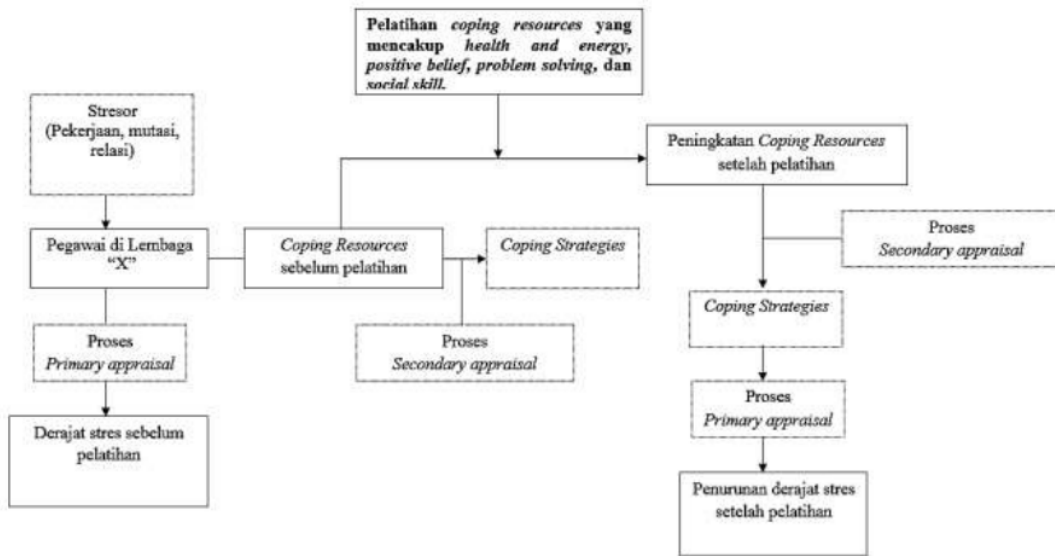 Pelatihan coping resources yang
mencakup health and energy,
positive belief, problem solving, dan
social skill.
Stresor
(Pekerjaan, mutasi,
relasi)
Peningkatan Coping Resources
setelah pelatihan
Pegawai di Lembaga
“X”
Coping Resources
sebelum pelatihan
Coping Strategies
Proses
Secondary appraisal
Coping Strategies
Proses
Primary appraisal
Proses
Secondary appraisal
Proses
Primary appraisal
Derajat stres sebelum
pelatihan
Penurunan derajat stres
setelah pelatihan